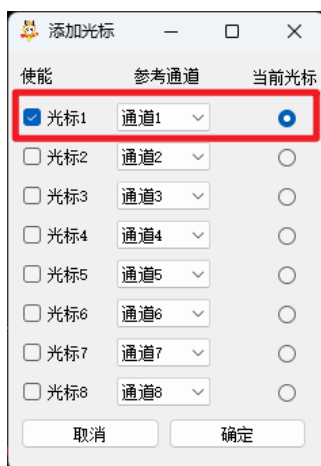 添加光标
使能 参考通道 当前光标
光标1 通道1
光标2 通道2
光标3 通道3
光标4 通道4
光标5 通道5
光标6 通道6
光标7 通道7
光标8 通道8
取消 确定